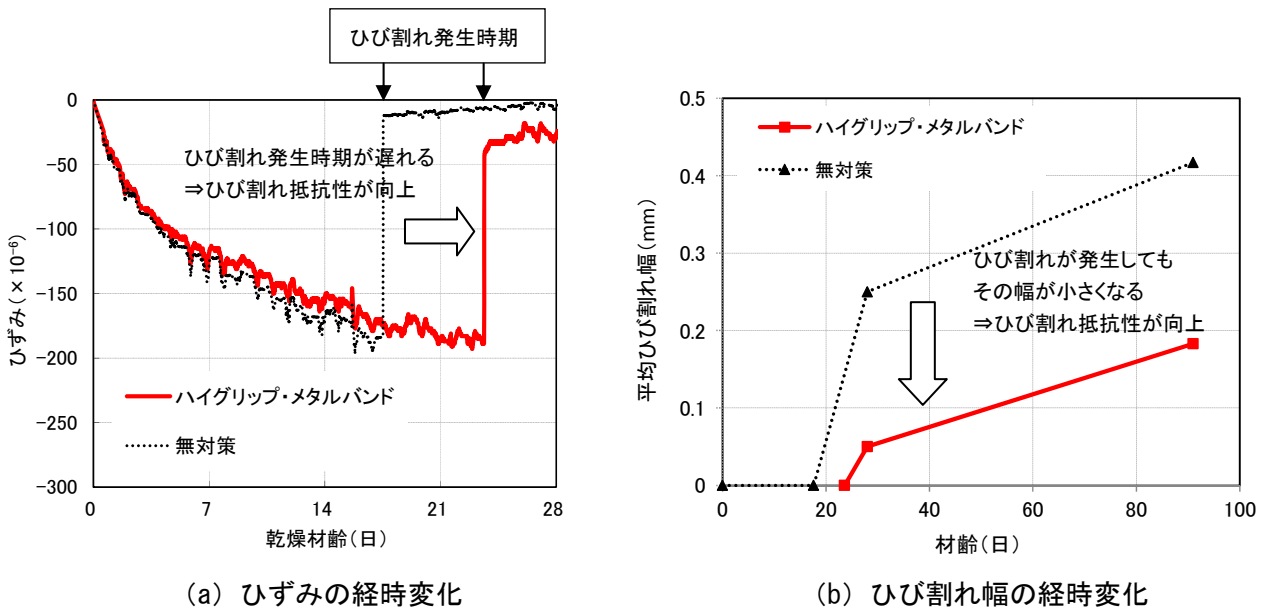 ひび割れ発生時期
0
−50
−100
−150
−200
−250
−300
ひずみ(×10⁻⁶)
ひび割れ発生時期が遅れる
⇒ひび割れ抵抗性が向上
ハイグリップ・メタルバンド
無対策
0 7 14 21 28
乾燥材齢(日)
(a) ひずみの経時変化
0.5
0.4
0.3
0.2
0.1
0
平均ひび割れ幅(mm)
ハイグリップ・メタルバンド
無対策
ひび割れが発生しても
その幅が小さくなる
⇒ひび割れ抵抗性が向上
0 20 40 60 80 100
材齢(日)
(b) ひび割れ幅の経時変化